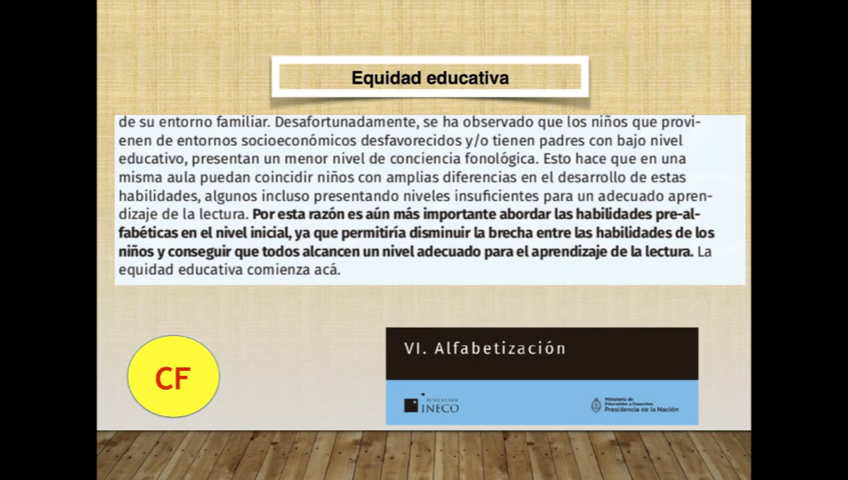 Equidad educativa
de su entorno familiar. Desafortunadamente, se ha observado que los niños que provi-
enen de entornos socioeconómicos desfavorecidos y/o tienen padres con bajo nivel
educativo, presentan un menor nivel de conciencia fonológica. Esto hace que en una
misma aula puedan coincidir niños con amplias diferencias en el desarrollo de estas
habilidades, algunos incluso presentando niveles insuficientes para un adecuado apren-
dizaje de la lectura. Por esta razón es aún más importante abordar las habilidades pre-al-
fabéticas en el nivel inicial, ya que permitiría disminuir la brecha entre las habilidades de los
niños y conseguir que todos alcancen un nivel adecuado para el aprendizaje de la lectura. La
equidad educativa comienza acá.
CF
VI. Alfabetización
FUNDACIÓN
INECO
Ministerio de
Educación y Deportes
Presidencia de la Nación